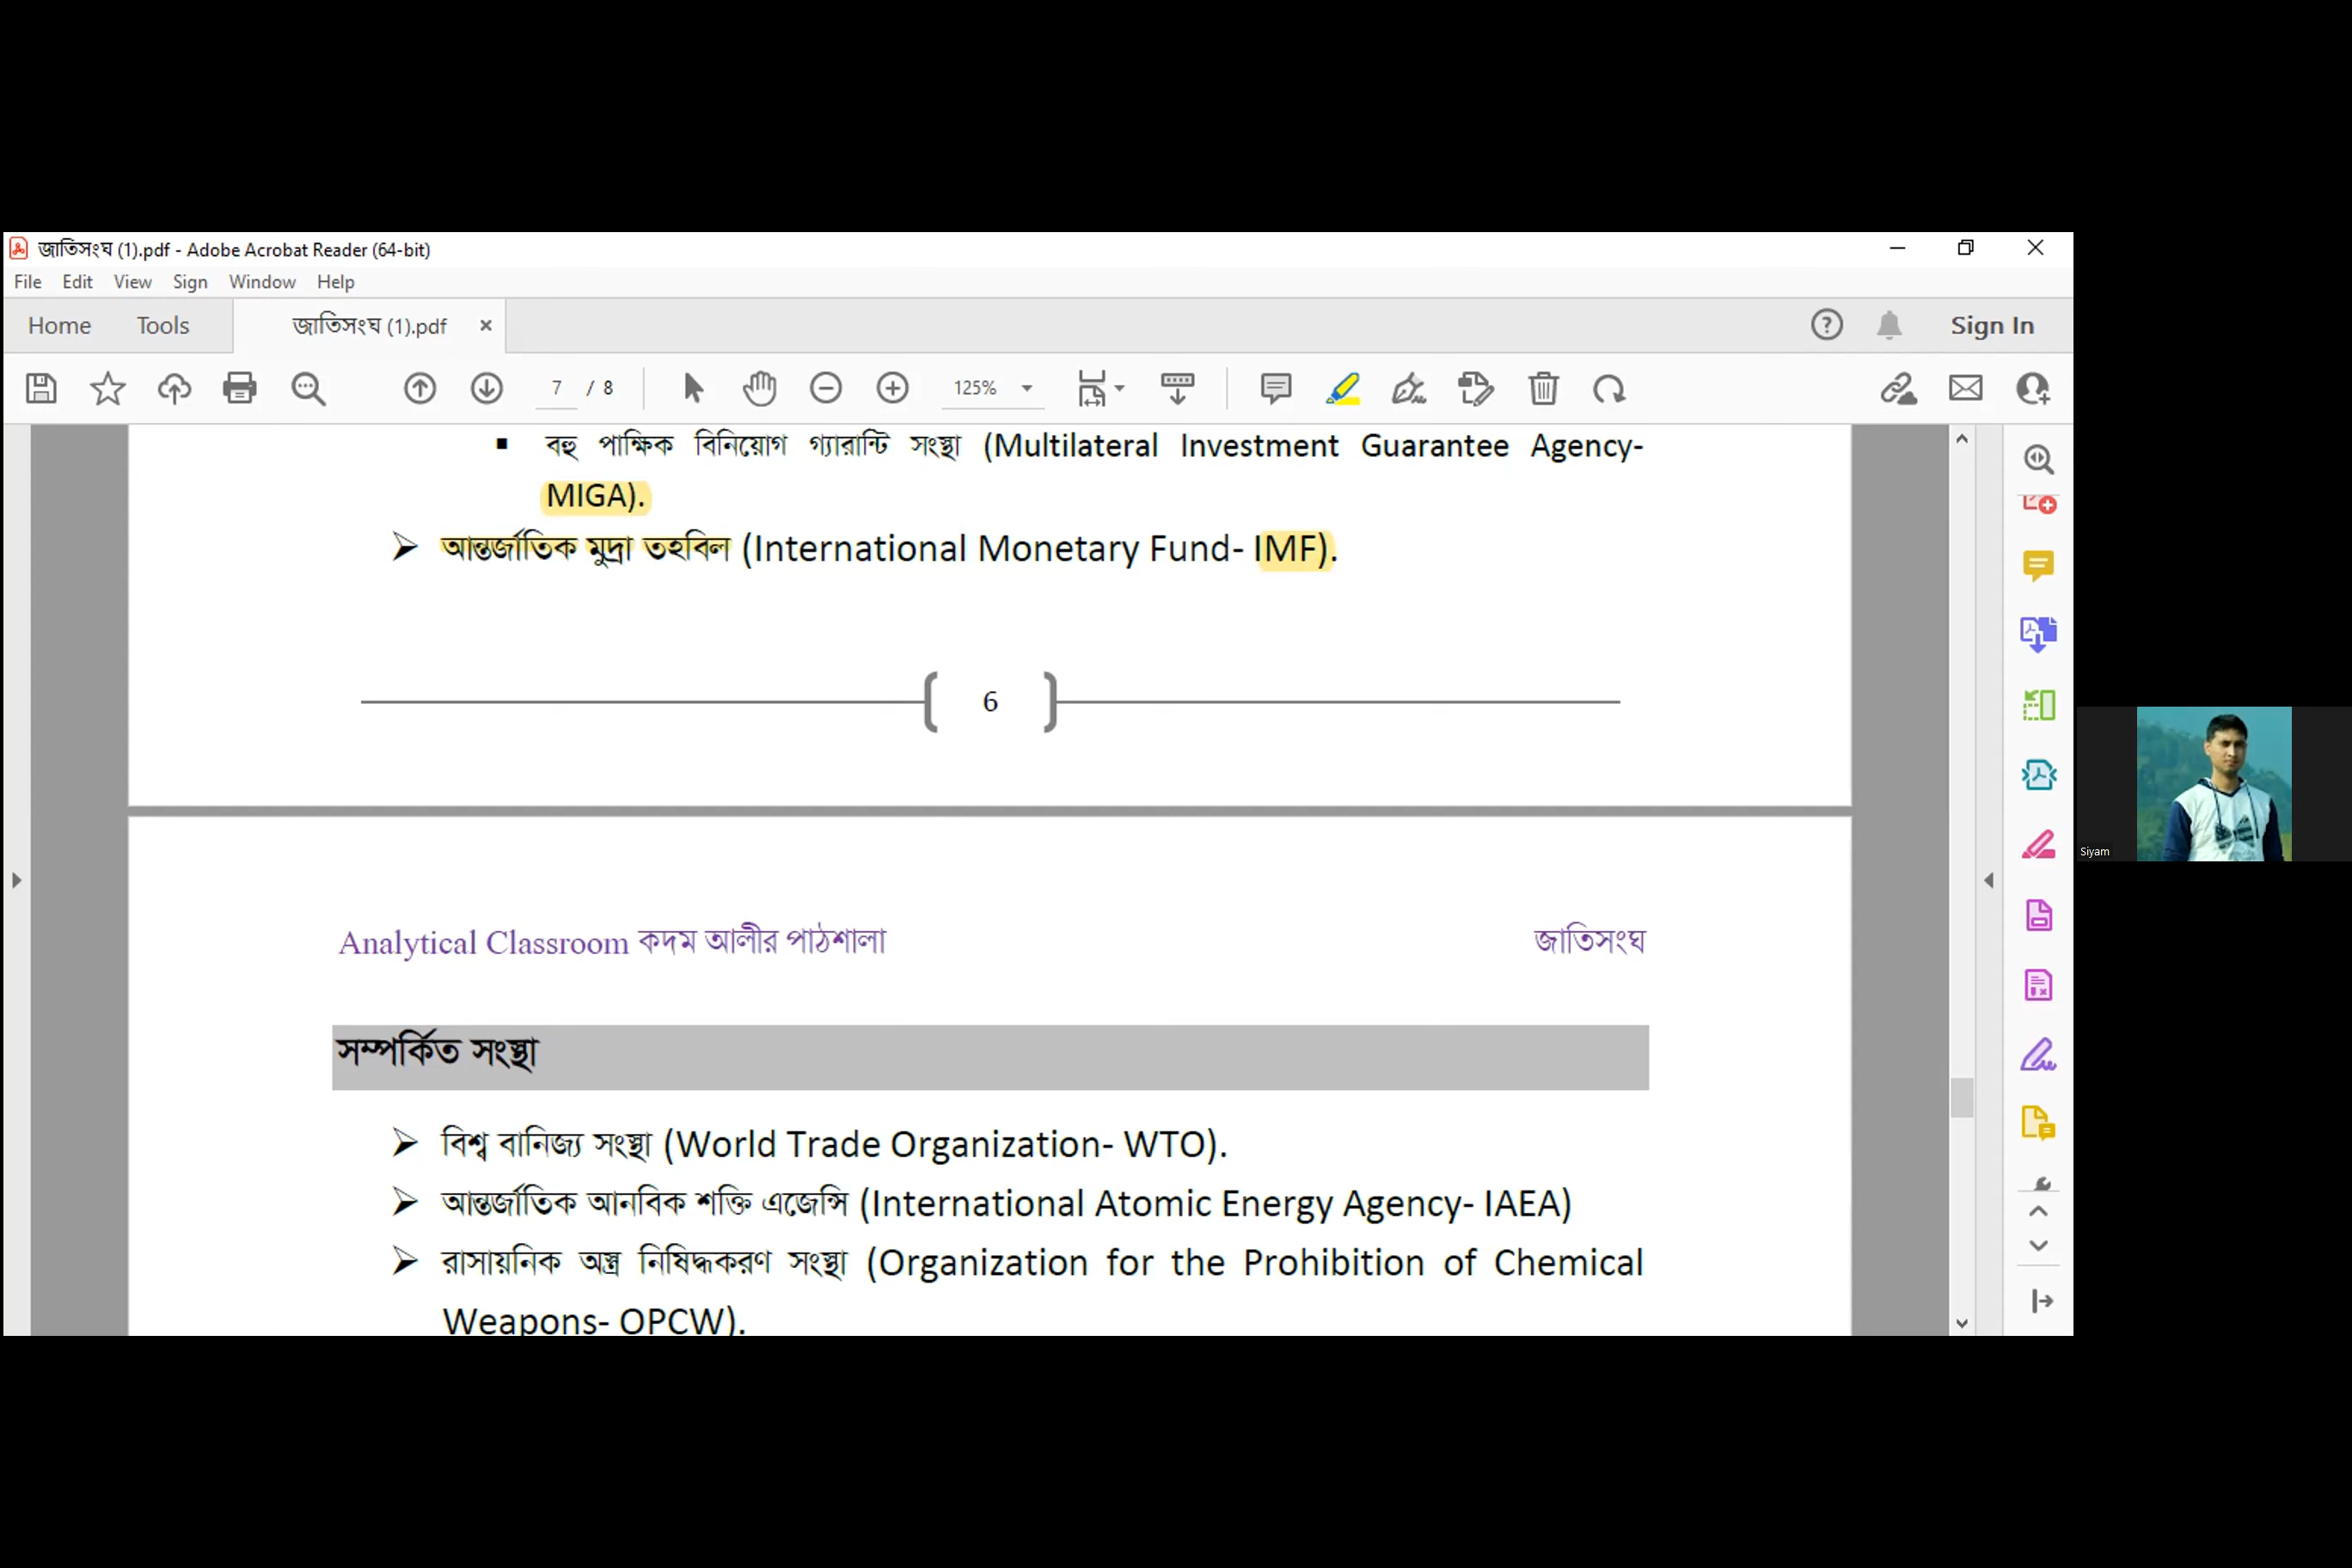 জাতিসংঘ (1).pdf - Adobe Acrobat Reader (64-bit)
File Edit View Sign Window Help
Home Tools জাতিসংঘ (1).pdf × Sign In
7 / 8 125%
▪ বহু পাক্ষিক বিনিয়োগ গ্যারান্টি সংস্থা (Multilateral Investment Guarantee Agency-
MIGA).
➤ আন্তর্জাতিক মুদ্রা তহবিল (International Monetary Fund- IMF).
6
Analytical Classroom কদম আলীর পাঠশালা জাতিসংঘ
সম্পর্কিত সংস্থা
➤ বিশ্ব বানিজ্য সংস্থা (World Trade Organization- WTO).
➤ আন্তর্জাতিক আনবিক শক্তি এজেন্সি (International Atomic Energy Agency- IAEA)
➤ রাসায়নিক অস্ত্র নিষিদ্ধকরণ সংস্থা (Organization for the Prohibition of Chemical
Weapons- OPCW).
Siyam